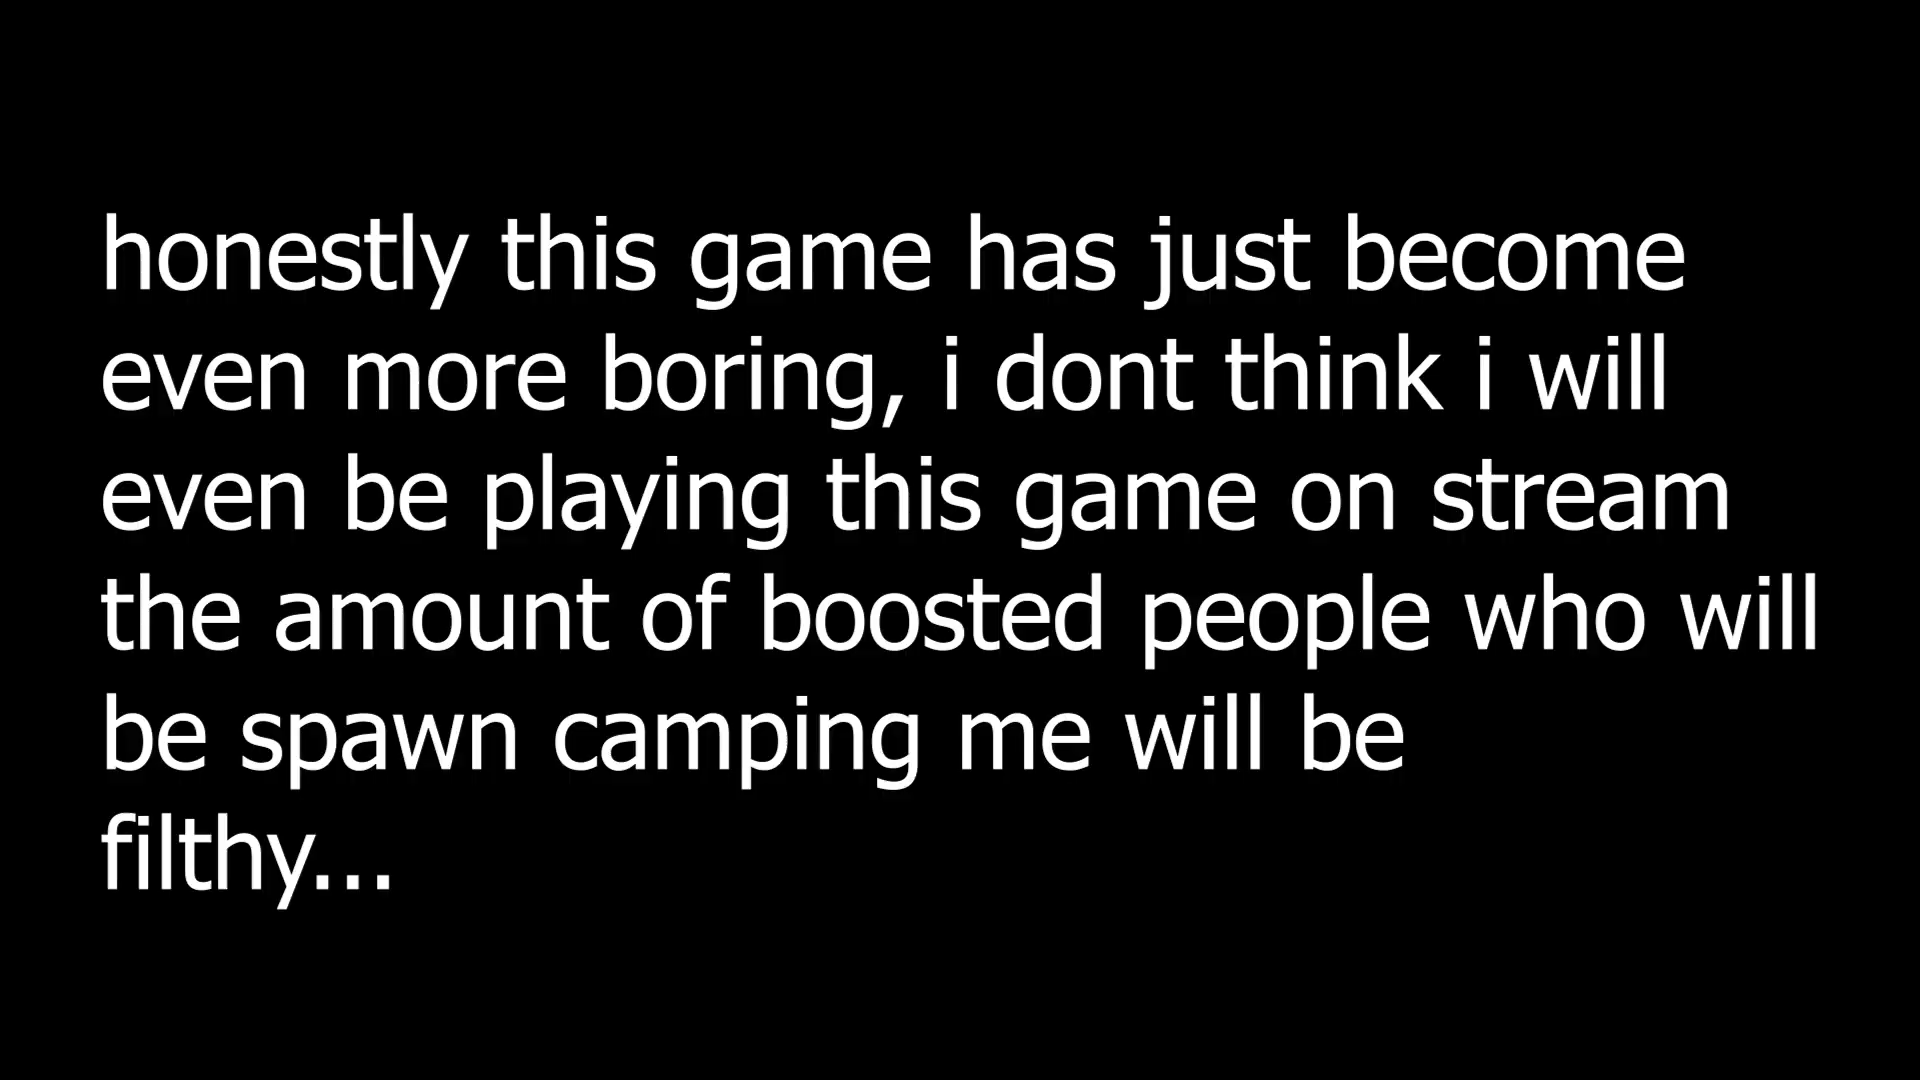 honestly this game has just become
even more boring, i dont think i will
even be playing this game on stream
the amount of boosted people who will
be spawn camping me will be
filthy...